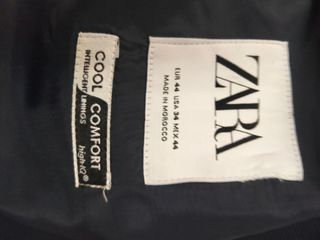 ZARA
EUR 44 USA 34 MEX 44
MADE IN MOROCCO
COOL COMFORT
INTELLIGENT LININGS
high-IQ®